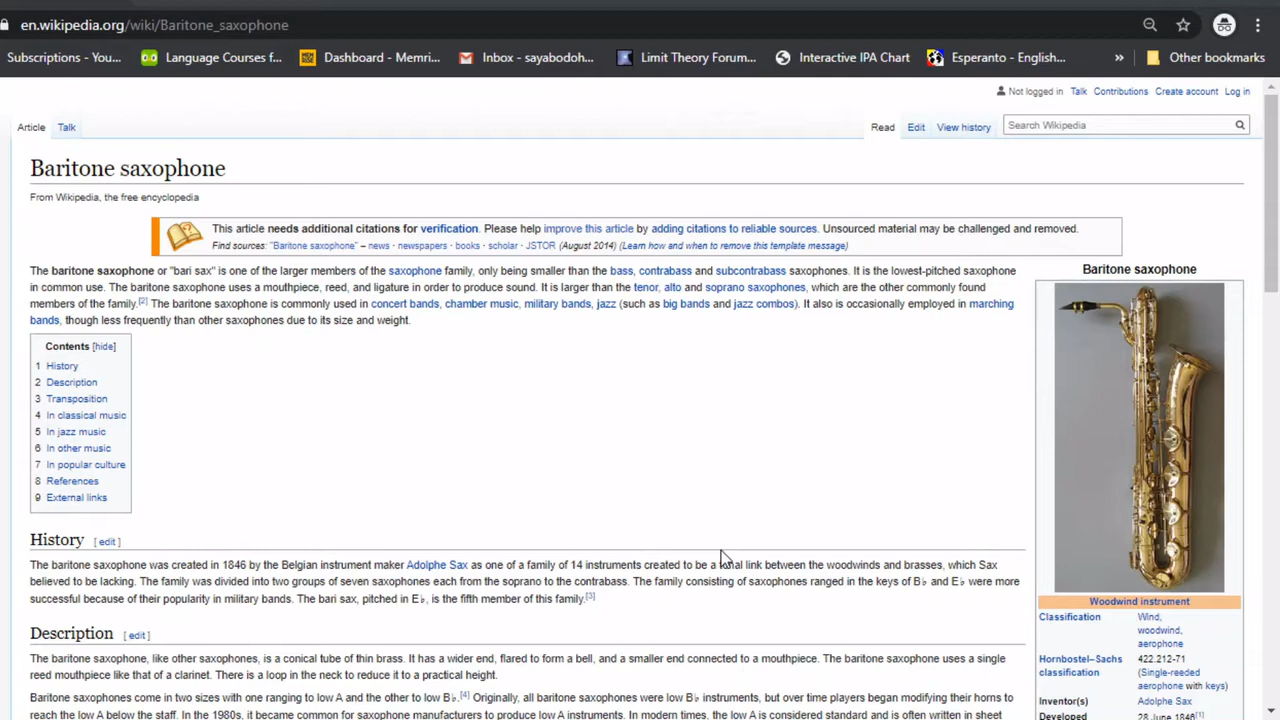 en.wikipedia.org/wiki/Baritone_saxophone
Subscriptions - You... Language Courses f... Dashboard - Memri... Inbox - sayabodoh... Limit Theory Forum... Interactive IPA Chart Esperanto - English... » Other bookmarks
Not logged in Talk Contributions Create account Log in
Article Talk Read Edit View history Search Wikipedia
Baritone saxophone
From Wikipedia, the free encyclopedia
This article needs additional citations for verification. Please help improve this article by adding citations to reliable sources. Unsourced material may be challenged and removed.
Find sources: "Baritone saxophone" – news · newspapers · books · scholar · JSTOR (August 2014) (Learn how and when to remove this template message)
The baritone saxophone or "bari sax" is one of the larger members of the saxophone family, only being smaller than the bass, contrabass and subcontrabass saxophones. It is the lowest-pitched saxophone
in common use. The baritone saxophone uses a mouthpiece, reed, and ligature in order to produce sound. It is larger than the tenor, alto and soprano saxophones, which are the other commonly found
members of the family.[2] The baritone saxophone is commonly used in concert bands, chamber music, military bands, jazz (such as big bands and jazz combos). It also is occasionally employed in marching
bands, though less frequently than other saxophones due to its size and weight.
Contents [hide]
1 History
2 Description
3 Transposition
4 In classical music
5 In jazz music
6 In other music
7 In popular culture
8 References
9 External links
History [ edit ]
The baritone saxophone was created in 1846 by the Belgian instrument maker Adolphe Sax as one of a family of 14 instruments created to be a tonal link between the woodwinds and brasses, which Sax
believed to be lacking. The family was divided into two groups of seven saxophones each from the soprano to the contrabass. The family consisting of saxophones ranged in the keys of B♭ and E♭ were more
successful because of their popularity in military bands. The bari sax, pitched in E♭, is the fifth member of this family.[3]
Description [ edit ]
The baritone saxophone, like other saxophones, is a conical tube of thin brass. It has a wider end, flared to form a bell, and a smaller end connected to a mouthpiece. The baritone saxophone uses a single
reed mouthpiece like that of a clarinet. There is a loop in the neck to reduce it to a practical height.
Baritone saxophones come in two sizes with one ranging to low A and the other to low B♭.[4] Originally, all baritone saxophones were low B♭ instruments, but over time players began modifying their horns to
reach the low A below the staff. In the 1980s, it became common for saxophone manufacturers to produce low A instruments. In modern times, the low A is considered standard and is often written in sheet
Baritone saxophone
Woodwind instrument
Classification Wind,
woodwind,
aerophone
Hornbostel–Sachs 422.212-71
classification (Single-reeded
aerophone with keys)
Inventor(s) Adolphe Sax
Developed 28 June 1846[1]